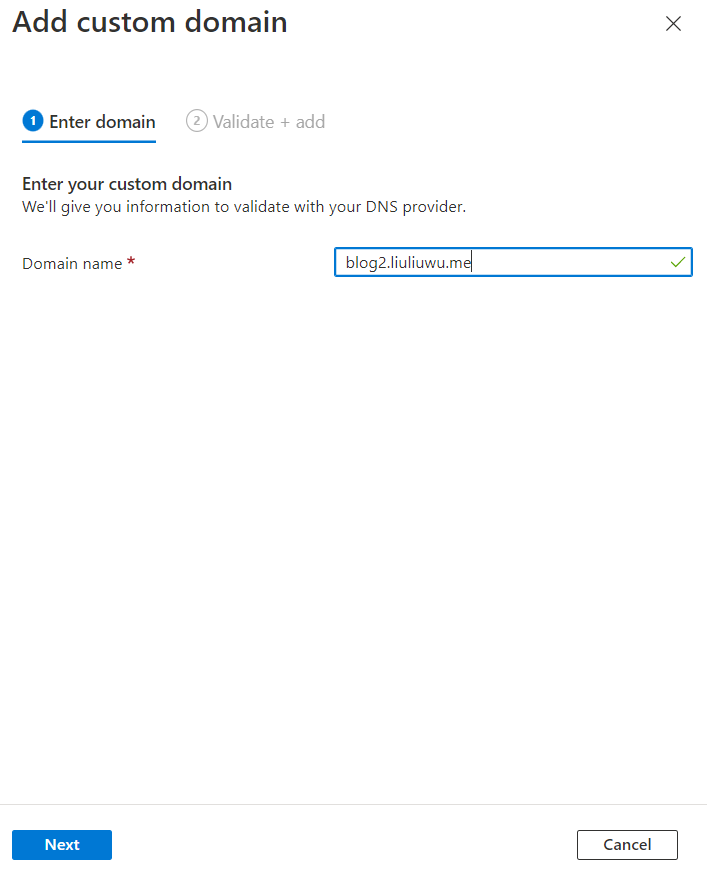 Add custom domain
1 Enter domain
2 Validate + add
Enter your custom domain
We'll give you information to validate with your DNS provider.
Domain name *
blog2.liuliuwu.me
Next
Cancel